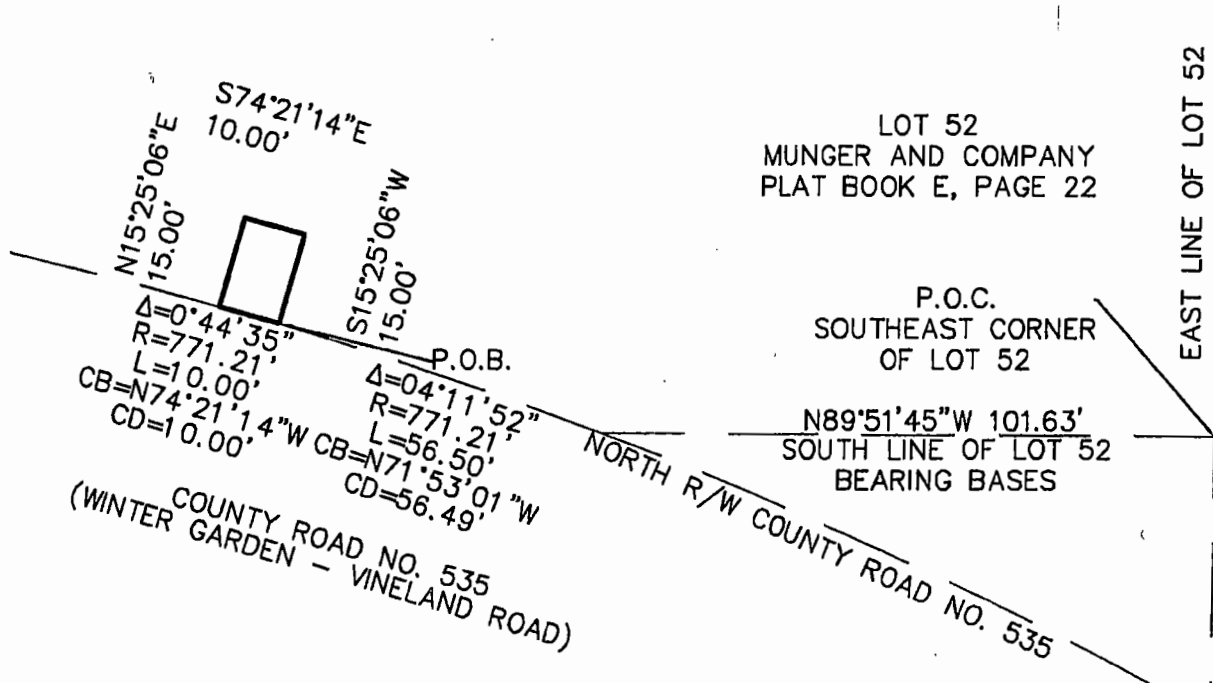 S74°21'14"E
10.00'
N15°25'06"E
15.00'
S15°25'06"W
15.00'
LOT 52
MUNGER AND COMPANY
PLAT BOOK E, PAGE 22
EAST LINE OF LOT 52
P.O.C.
SOUTHEAST CORNER
OF LOT 52
P.O.B.
Δ=0°44'35"
R=771.21'
L=10.00'
CB=N74°21'14"W
CD=10.00'
Δ=04°11'52"
R=771.21'
L=56.50'
CB=N71°53'01"W
CD=56.49'
N89°51'45"W 101.63'
SOUTH LINE OF LOT 52
BEARING BASES
NORTH R/W COUNTY ROAD NO. 535
COUNTY ROAD NO. 535
(WINTER GARDEN - VINELAND ROAD)